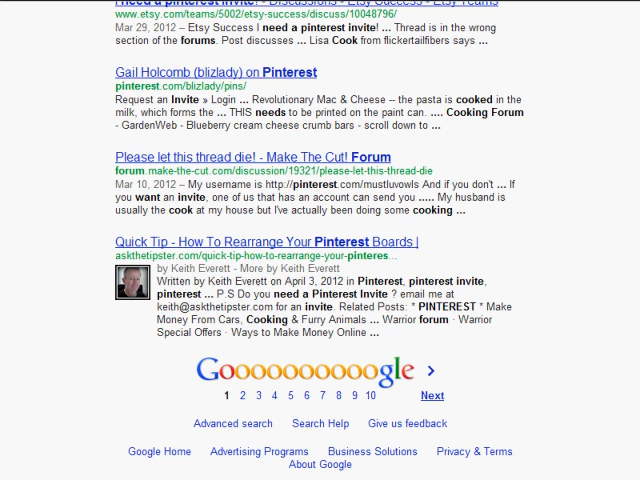 I need a pinterest invite! - Discussions - Etsy Success - Etsy Teams
www.etsy.com/teams/5002/etsy-success/discuss/10048796/
Mar 29, 2012 – Etsy Success I need a pinterest invite! ... Thread is in the wrong
section of the forums. Post discusses ... Lisa Cook from flickertailfibers says ...
Gail Holcomb (blizlady) on Pinterest
pinterest.com/blizlady/pins/
Request an Invite » Login ... Revolutionary Mac & Cheese -- the pasta is cooked in the
milk, which forms the ... THIS needs to be printed on the paint can. .... Cooking Forum
- GardenWeb - Blueberry cream cheese crumb bars - scroll down to ...
Please let this thread die! - Make The Cut! Forum
forum.make-the-cut.com/discussion/19321/please-let-this-thread-die
Mar 10, 2012 – My username is http://pinterest.com/mustluvowls And if you don't ... If
you want an invite, one of us that has an account can send you ..... My husband is
usually the cook at my house but I've actually been doing some cooking ...
Quick Tip - How To Rearrange Your Pinterest Boards |
askthetipster.com/quick-tip-how-to-rearrange-your-pinteres...
by Keith Everett - More by Keith Everett
Written by Keith Everett on April 3, 2012 in Pinterest, pinterest invite,
pinterest ... P.S Do you need a Pinterest Invite ? email me at
keith@askthetipster.com for an invite. Related Posts: * PINTEREST * Make
Money From Cars, Cooking & Furry Animals ... Warrior forum · Warrior
Special Offers · Ways to Make Money Online ...
Goooooooooogle >
1 2 3 4 5 6 7 8 9 10 Next
Advanced search Search Help Give us feedback
Google Home Advertising Programs Business Solutions Privacy & Terms
About Google